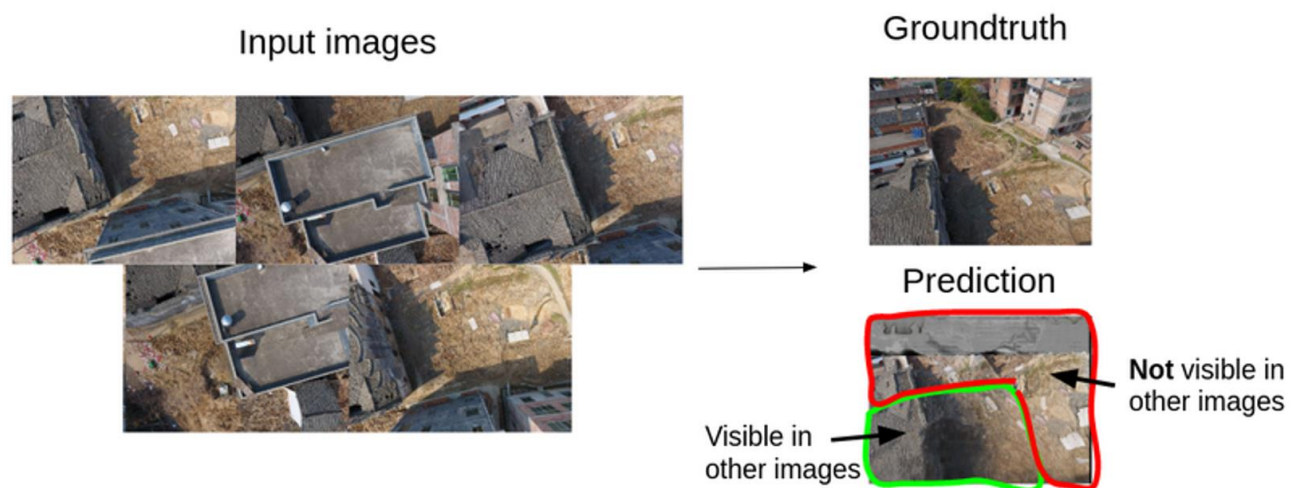 Input images
Groundtruth
Prediction
Not visible in
other images
Visible in
other images